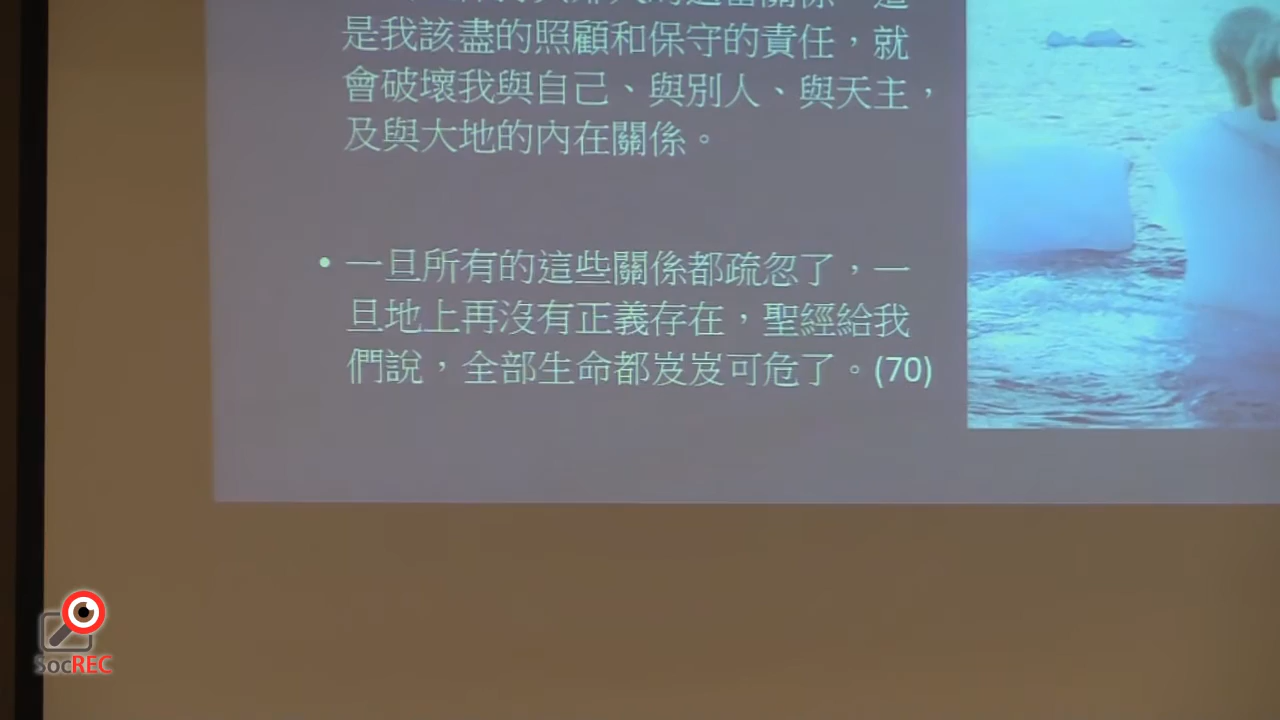 是我該盡的照顧和保守的責任，就
會破壞我與自己、與別人、與天主，
及與大地的內在關係。
• 一旦所有的這些關係都疏忽了，一
旦地上再沒有正義存在，聖經給我
們說，全部生命都岌岌可危了。(70)
SocREC